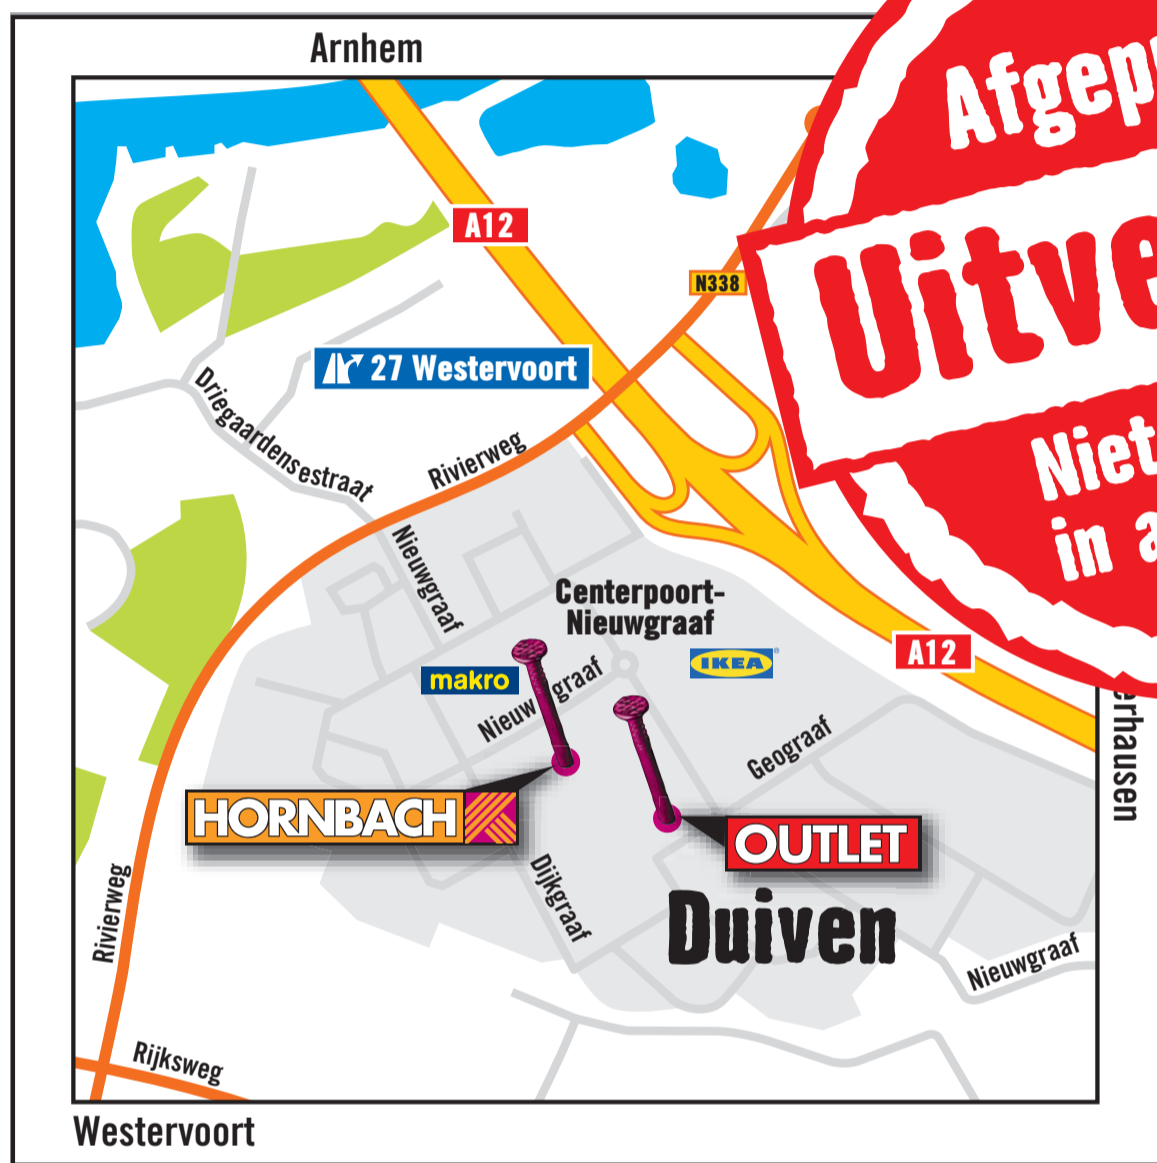 Arnhem
Afgep
Uitve
Niet
in a
A12
N338
27 Westervoort
Driegaardensestraat
Rivierweg
Nieuwgraaf
Centerpoort-
Nieuwgraaf
IKEA
makro
A12
Nieuwgraaf
Geograaf
erhausen
HORNBACH
OUTLET
Dijkgraaf
Duiven
Rivierweg
Nieuwgraaf
Rijksweg
Westervoort